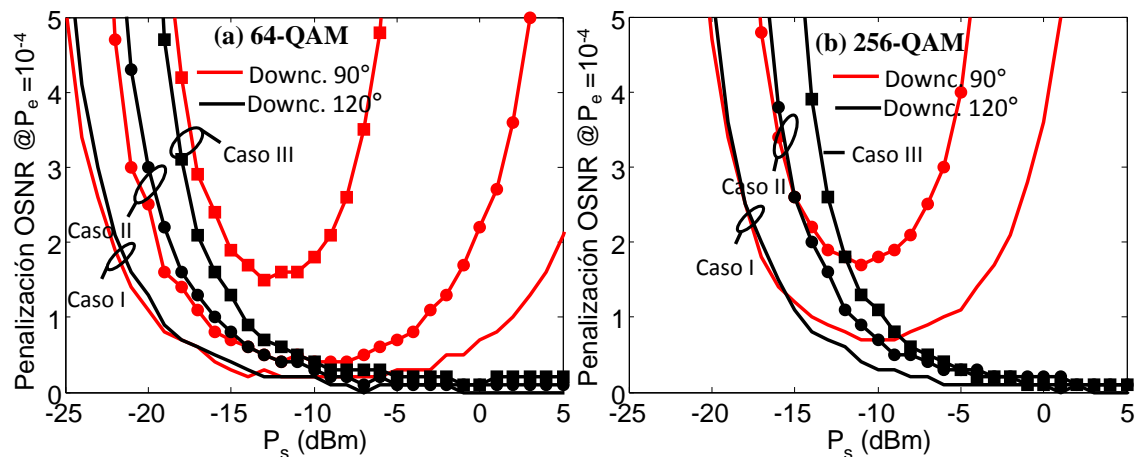 (a) 64-QAM
Downc. 90°
Downc. 120°
Caso III
Caso II
Caso I
Penalización OSNR @P_e =10^-4
5
4
3
2
1
0
-25 -20 -15 -10 -5 0 5
P_s (dBm)
(b) 256-QAM
Downc. 90°
Downc. 120°
Caso III
Caso II
Caso I
Penalización OSNR @P_e =10^-4
5
4
3
2
1
0
-25 -20 -15 -10 -5 0 5
P_s (dBm)